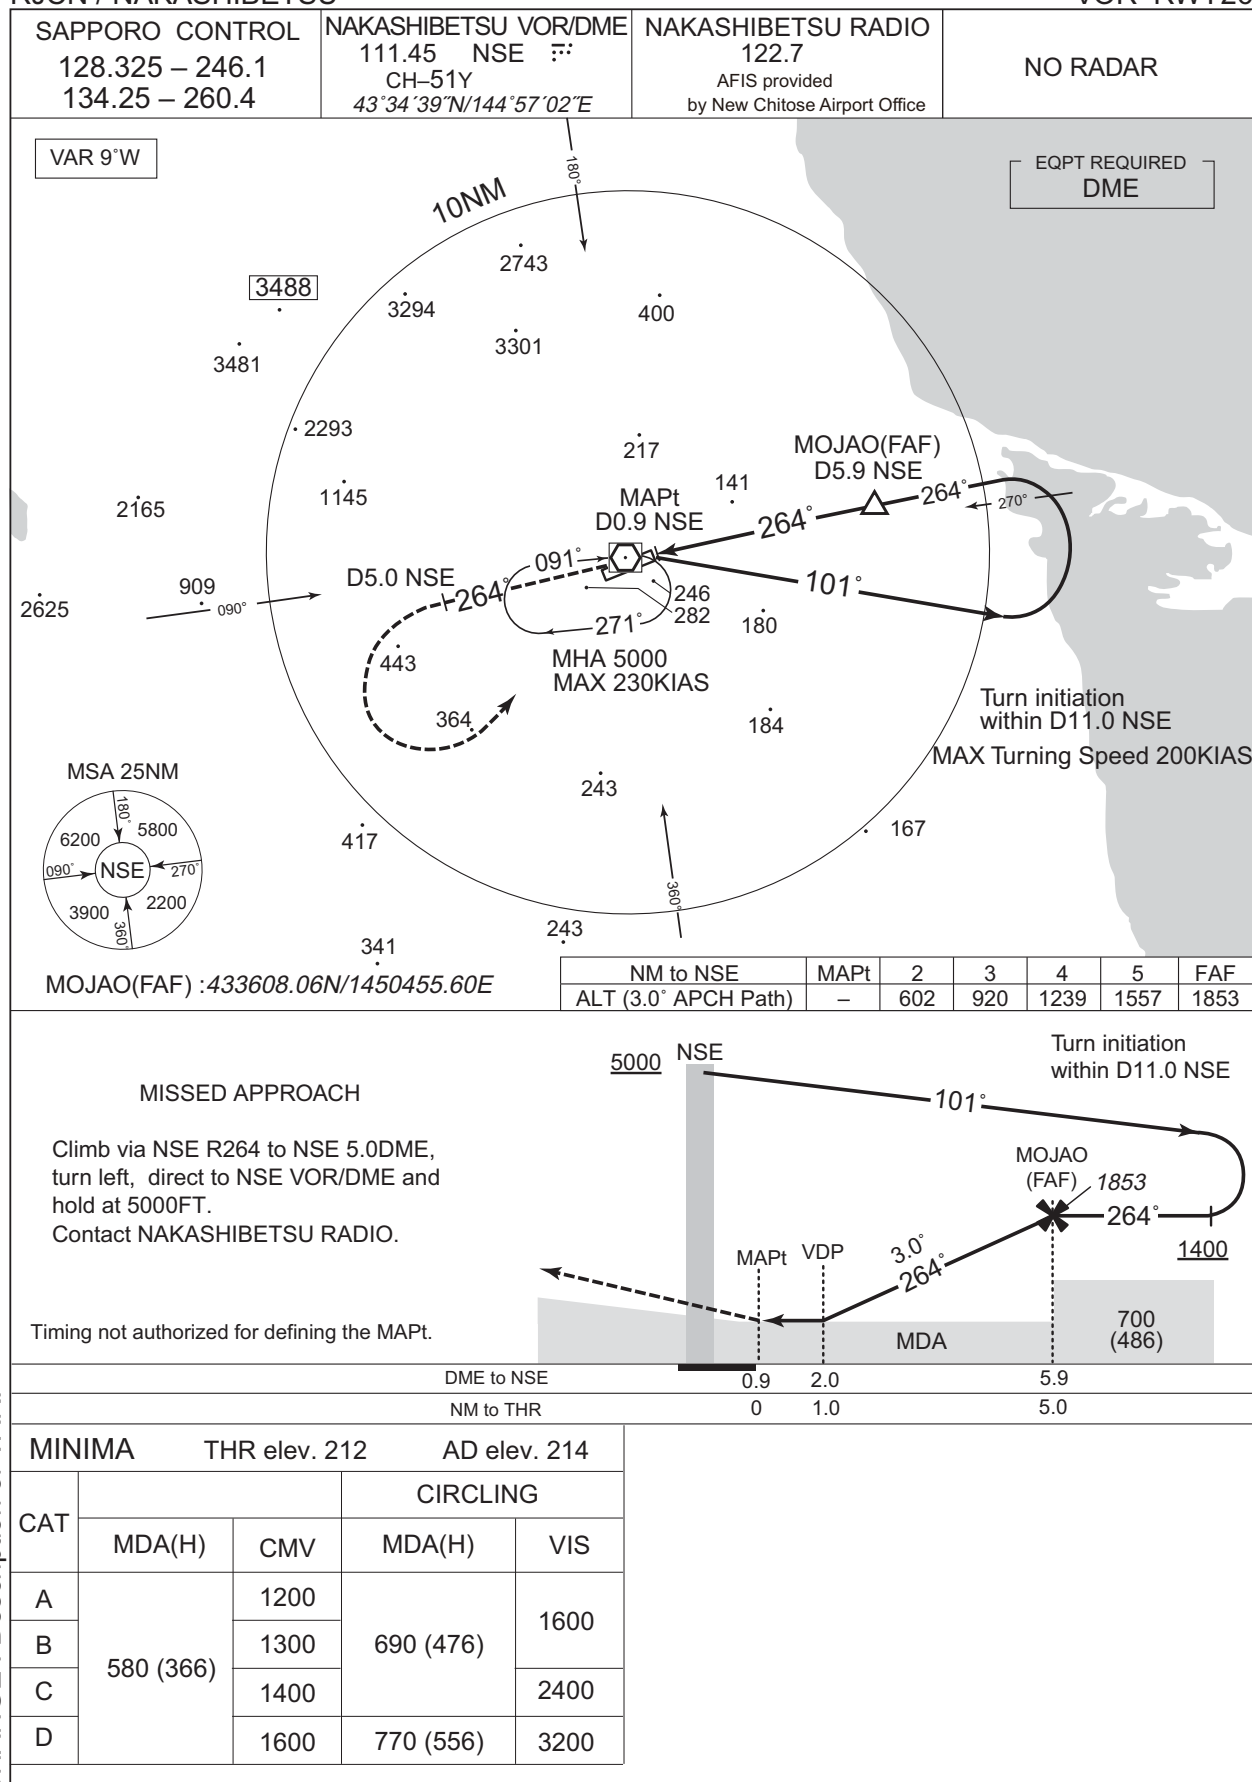 SAPPORO CONTROL
128.325 – 246.1
134.25 – 260.4
NAKASHIBETSU VOR/DME
111.45 NSE
CH–51Y
43°34´39˝N/144°57´02˝E
NAKASHIBETSU RADIO
122.7
AFIS provided
by New Chitose Airport Office
NO RADAR
VAR 9°W
EQPT REQUIRED
DME
10NM
180°
2743
3488
3294
400
3301
3481
2293
217
MOJAO(FAF)
D5.9 NSE
141
264°
270°
1145
2165
MAPt
D0.9 NSE
264°
091°
D5.0 NSE
264°
101°
909
090°
2625
246
282
271°
180
443
MHA 5000
MAX 230KIAS
364
184
Turn initiation
within D11.0 NSE
MAX Turning Speed 200KIAS
MSA 25NM
180°
6200
5800
090°
NSE
270°
3900
2200
360°
243
417
167
360°
243
341
MOJAO(FAF) :433608.06N/1450455.60E
NM to NSE MAPt 2 3 4 5 FAF
ALT (3.0° APCH Path) – 602 920 1239 1557 1853
MISSED APPROACH
Climb via NSE R264 to NSE 5.0DME,
turn left, direct to NSE VOR/DME and
hold at 5000FT.
Contact NAKASHIBETSU RADIO.
Timing not authorized for defining the MAPt.
5000
NSE
Turn initiation
within D11.0 NSE
101°
MOJAO
(FAF)
1853
264°
1400
MAPt
VDP
3.0°
264°
MDA
700
(486)
DME to NSE 0.9 2.0 5.9
NM to THR 0 1.0 5.0
MINIMA THR elev. 212 AD elev. 214
CAT
CIRCLING
MDA(H) CMV MDA(H) VIS
A 1200
B 1300
C 1400
D 1600
580 (366)
690 (476)
770 (556)
1600
2400
3200